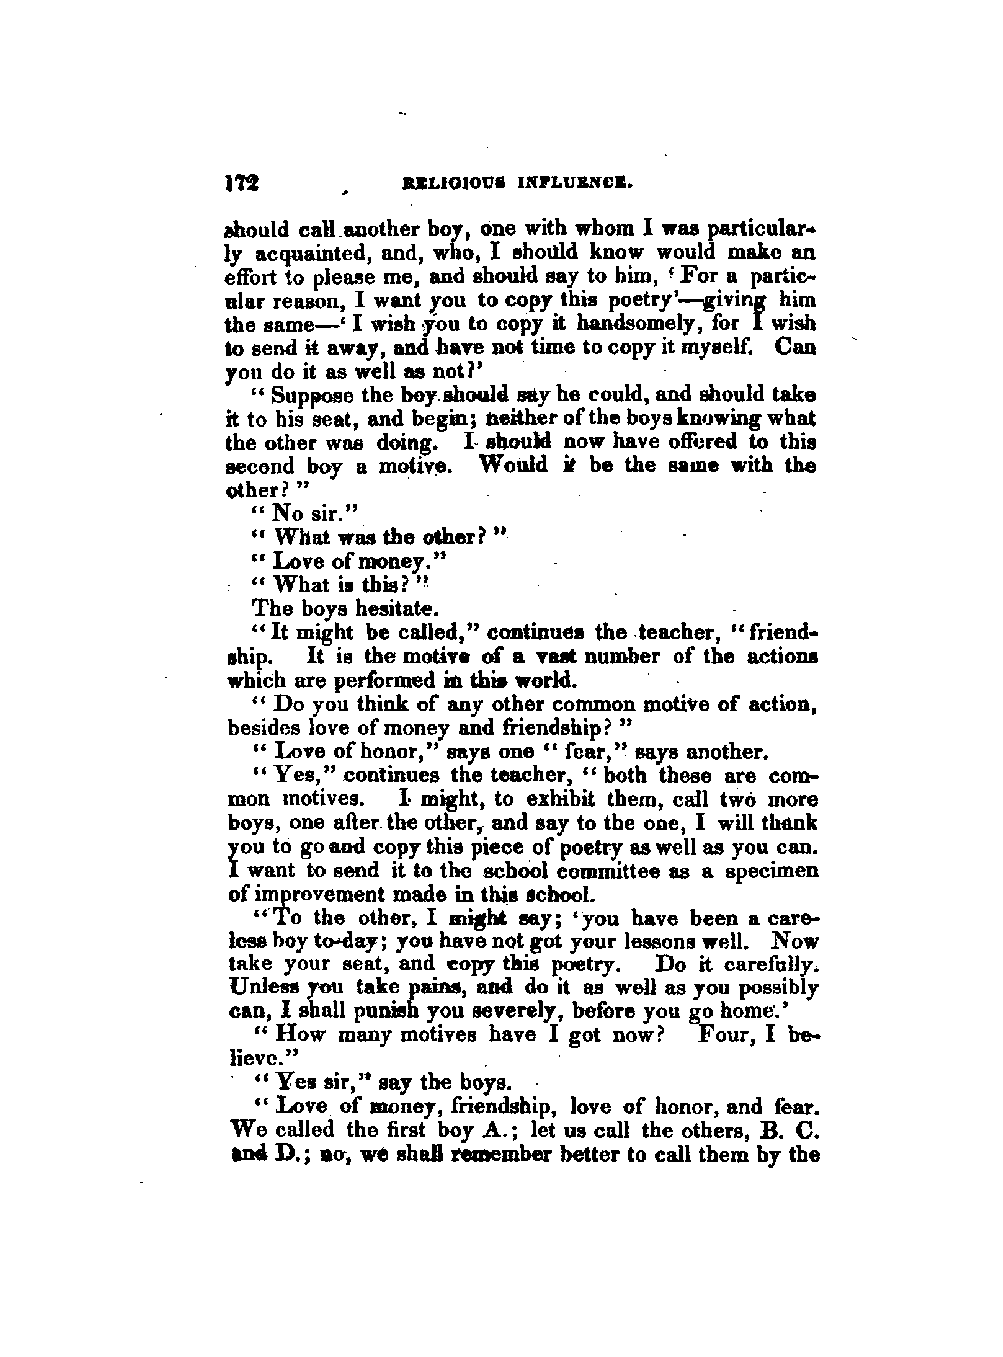 172 RELIGIOUS INFLUENCE.
should call another boy, one with whom I was particular-
ly acquainted, and, who, I should know would make an
effort to please me, and should say to him, 'For a partic-
ular reason, I want you to copy this poetry'—giving him
the same—'I wish you to copy it handsomely, for I wish
to send it away, and have not time to copy it myself. Can
you do it as well as not?'
"Suppose the boy should say he could, and should take
it to his seat, and begin; neither of the boys knowing what
the other was doing. I should now have offered to this
second boy a motive. Would it be the same with the
other?"
"No sir."
"What was the other?"
"Love of money."
"What is this?"
The boys hesitate.
"It might be called," continues the teacher, "friend-
ship. It is the motive of a vast number of the actions
which are performed in this world.
"Do you think of any other common motive of action,
besides love of money and friendship?"
"Love of honor," says one "fear," says another.
"Yes," continues the teacher, "both these are com-
mon motives. I might, to exhibit them, call two more
boys, one after the other, and say to the one, I will thank
you to go and copy this piece of poetry as well as you can.
I want to send it to the school committee as a specimen
of improvement made in this school.
"To the other, I might say; 'you have been a care-
less boy to-day; you have not got your lessons well. Now
take your seat, and copy this poetry. Do it carefully.
Unless you take pains, and do it as well as you possibly
can, I shall punish you severely, before you go home.'
"How many motives have I got now? Four, I be-
lieve."
"Yes sir," say the boys.
"Love of money, friendship, love of honor, and fear.
We called the first boy A.; let us call the others, B. C.
and D.; no, we shall remember better to call them by the